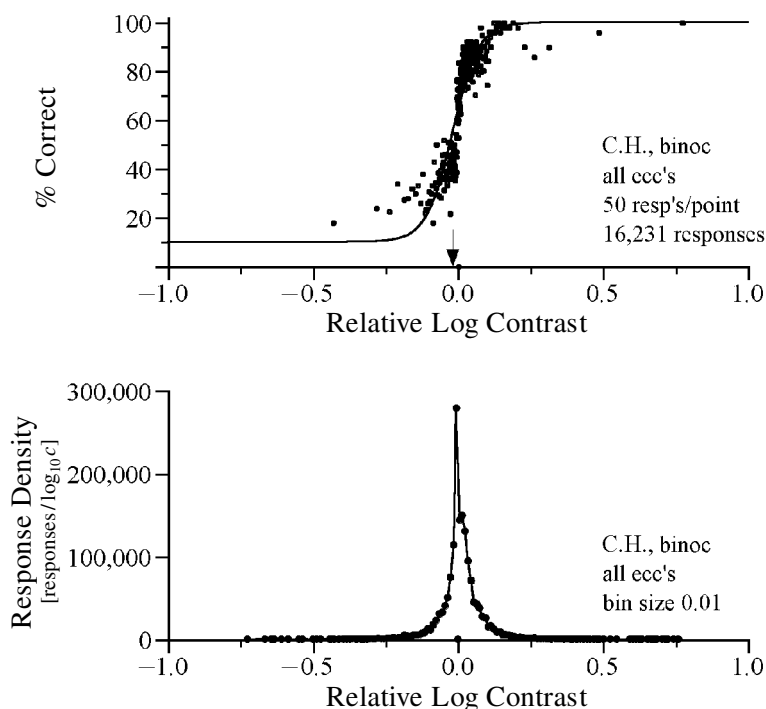 % Correct
100
80
60
40
20
C.H., binoc
all ecc's
50 resp's/point
16,231 responses
−1.0 −0.5 0.0 0.5 1.0
Relative Log Contrast
Response Density
[responses/log10 c]
300,000
200,000
100,000
0
C.H., binoc
all ecc's
bin size 0.01
−1.0 −0.5 0.0 0.5 1.0
Relative Log Contrast